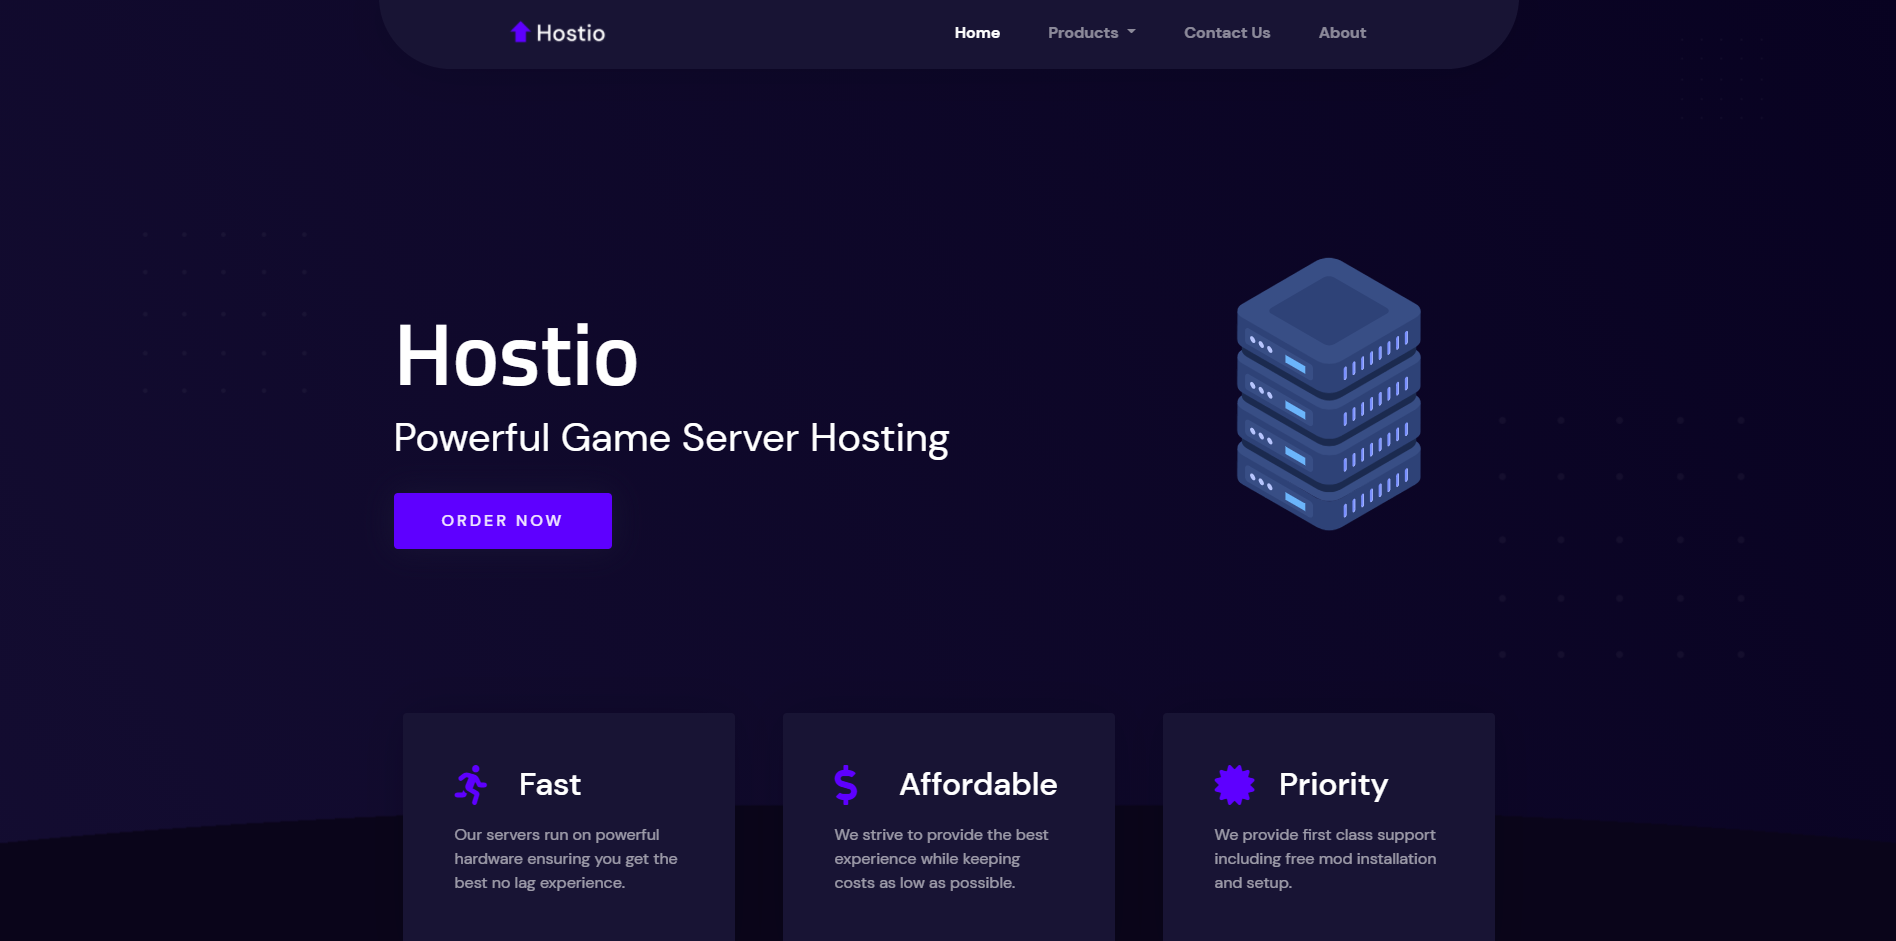 Hostio
Home
Products
Contact Us
About
Hostio
Powerful Game Server Hosting
ORDER NOW
Fast
Our servers run on powerful
hardware ensuring you get the
best no lag experience.
Affordable
We strive to provide the best
experience while keeping
costs as low as possible.
Priority
We provide first class support
including free mod installation
and setup.